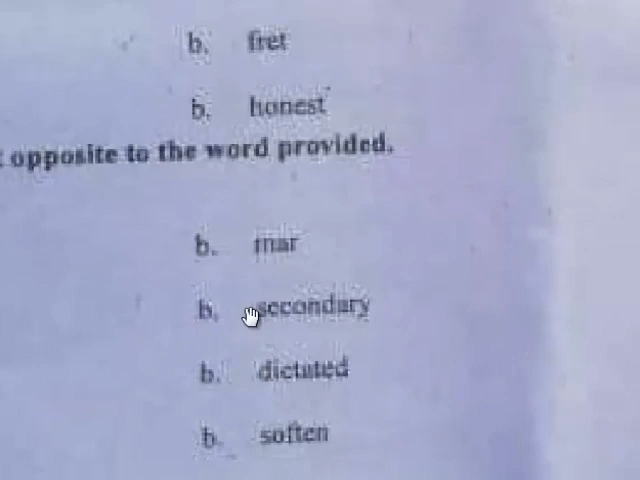 b. fret
b. honest
opposite to the word provided.
b. mar
b. secondary
b. dictated
b. soften